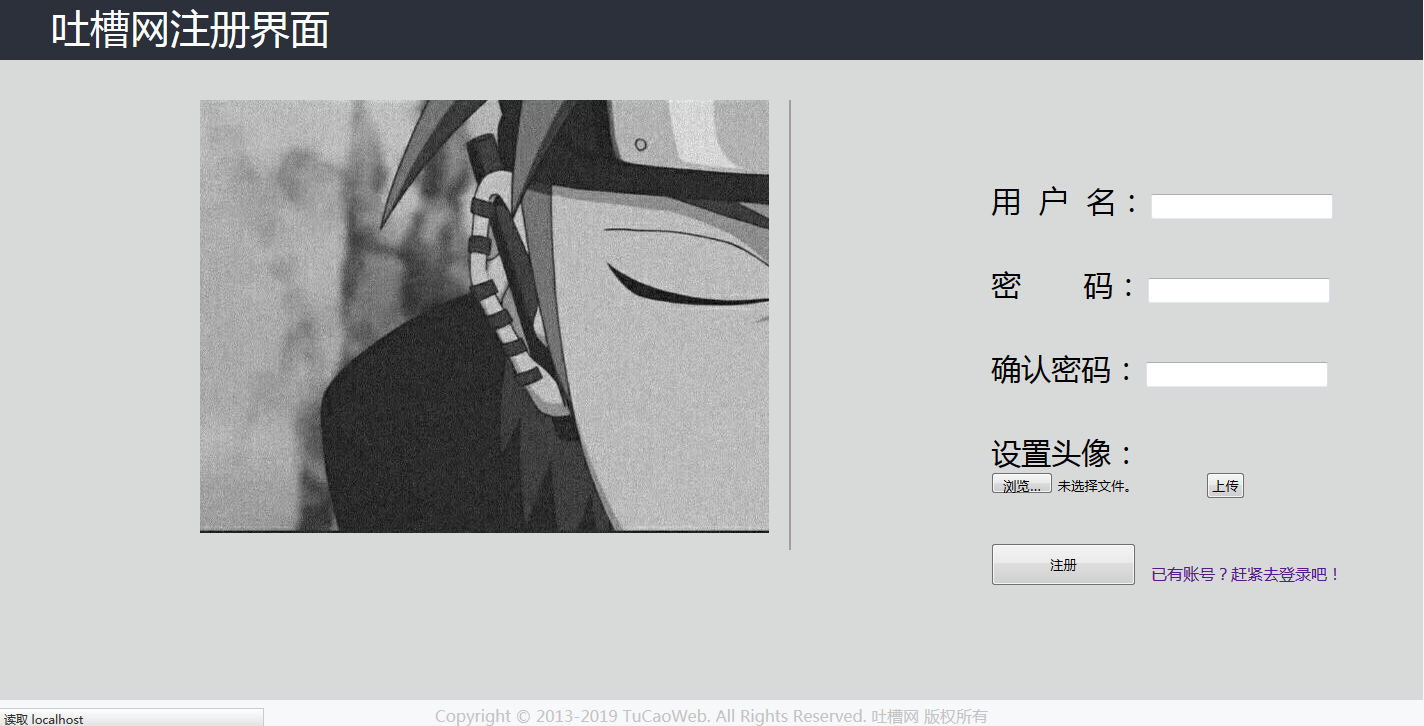 吐槽网注册界面
用 户 名：
密 码：
确认密码：
设置头像：
浏览... 未选择文件。 上传
注册 已有账号？赶紧去登录吧！
Copyright © 2013-2019 TuCaoWeb. All Rights Reserved. 吐槽网 版权所有
读取 localhost